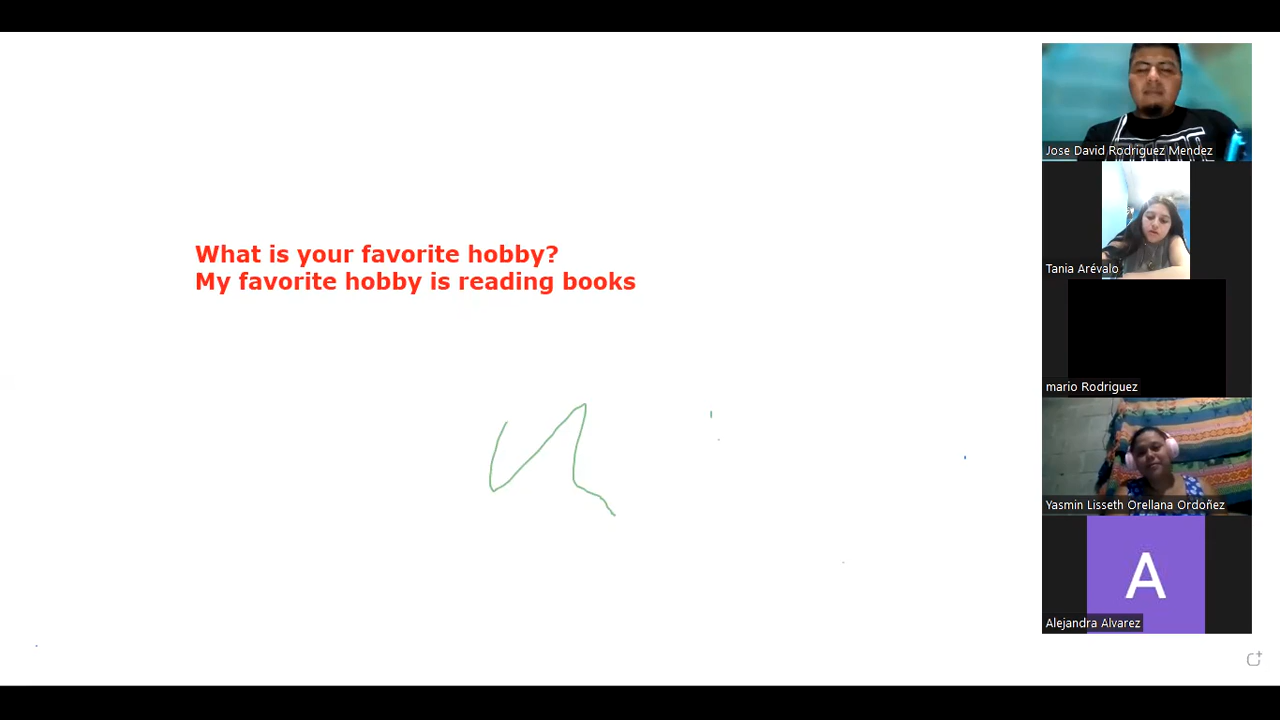 What is your favorite hobby?
My favorite hobby is reading books
Jose David Rodriguez Mendez
Tania Arévalo
mario Rodriguez
Yasmin Lisseth Orellana Ordoñez
A
Alejandra Alvarez